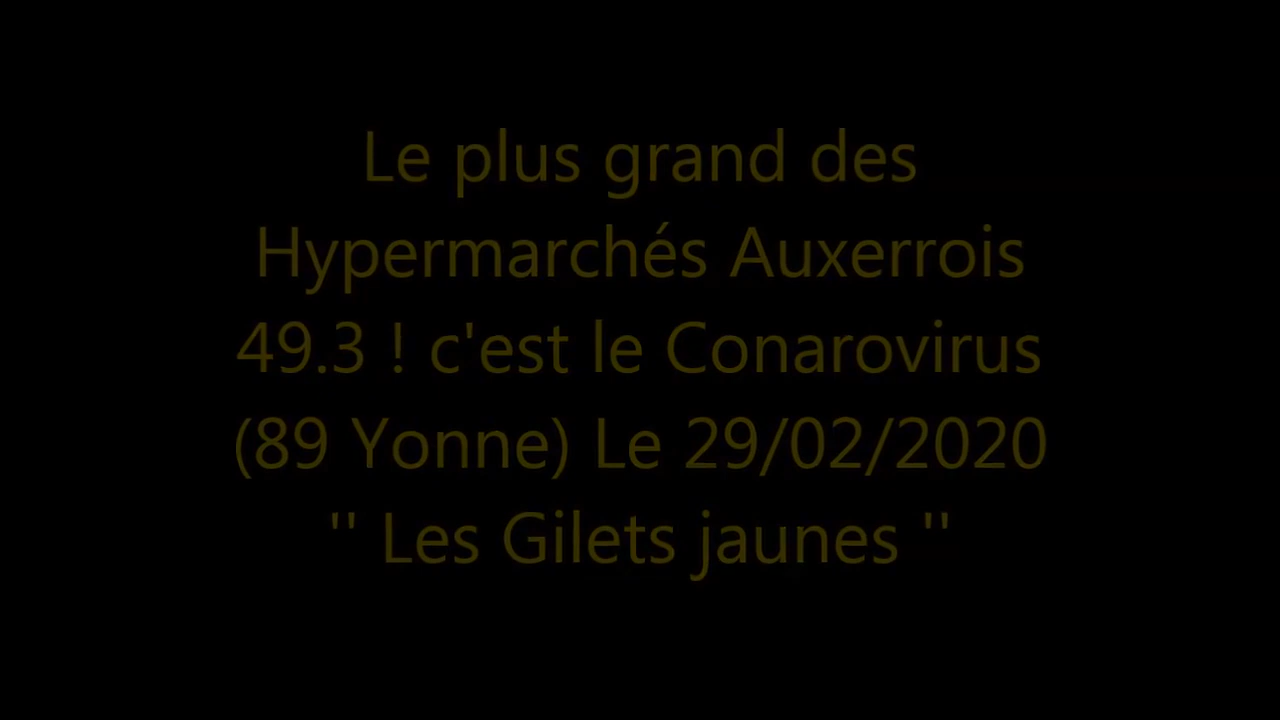 Le plus grand des
Hypermarchés Auxerrois
49.3 ! c'est le Conarovirus
(89 Yonne) Le 29/02/2020
'' Les Gilets jaunes ''